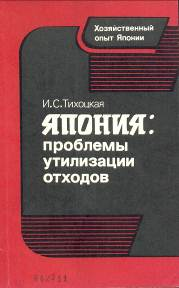 Хозяйственный
опыт Японии
И.С.Тихоцкая
ЯПОНИЯ:
проблемы
утилизации
отходов